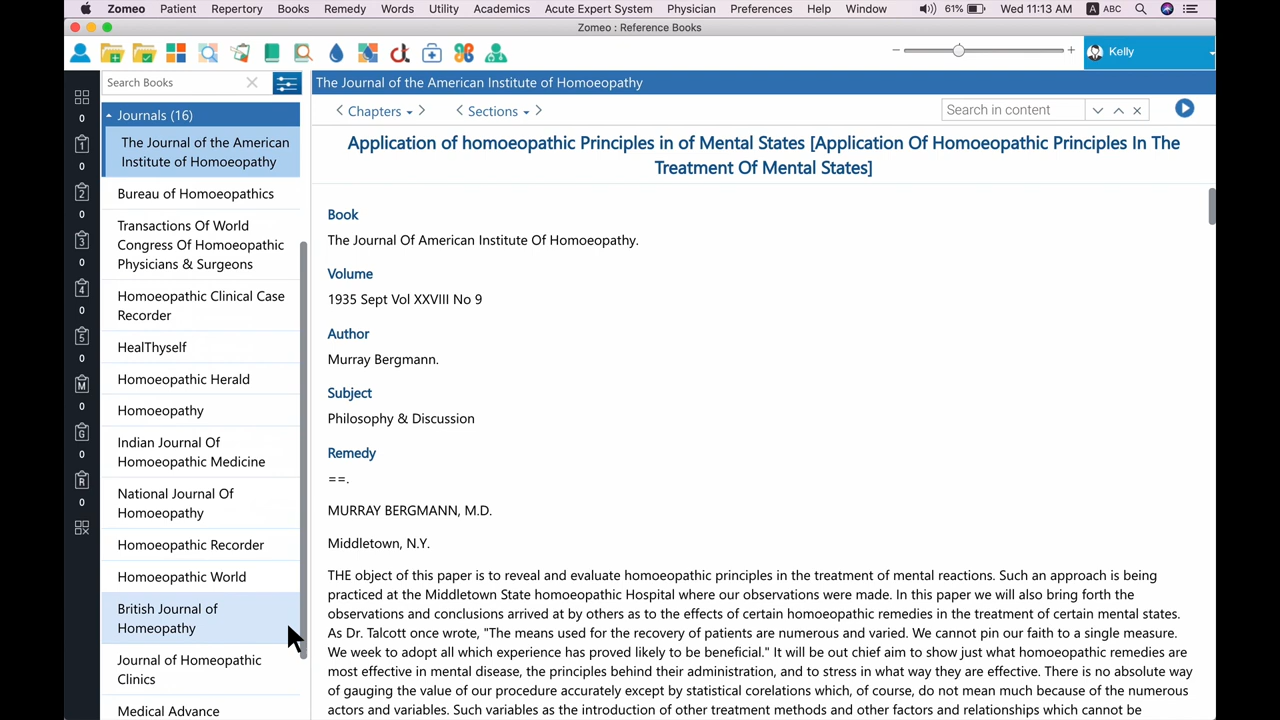 Zomeo Patient Repertory Books Remedy Words Utility Academics Acute Expert System Physician Preferences Help Window 61% Wed 11:13 AM A ABC
Zomeo : Reference Books
Kelly
Search Books
The Journal of the American Institute of Homoeopathy
Journals (16)
The Journal of the American
Institute of Homoeopathy
Bureau of Homoeopathics
Transactions Of World
Congress Of Homoeopathic
Physicians & Surgeons
Homoeopathic Clinical Case
Recorder
HealThyself
Homoeopathic Herald
Homoeopathy
Indian Journal Of
Homoeopathic Medicine
National Journal Of
Homoeopathy
Homoeopathic Recorder
Homoeopathic World
British Journal of
Homeopathy
Journal of Homeopathic
Clinics
Medical Advance
0
1
0
2
0
3
0
4
0
5
0
M
0
G
0
R
0
Chapters
Sections
Search in content
Application of homoeopathic Principles in of Mental States [Application Of Homoeopathic Principles In The
Treatment Of Mental States]
Book
The Journal Of American Institute Of Homoeopathy.
Volume
1935 Sept Vol XXVIII No 9
Author
Murray Bergmann.
Subject
Philosophy & Discussion
Remedy
==.
MURRAY BERGMANN, M.D.
Middletown, N.Y.
THE object of this paper is to reveal and evaluate homoeopathic principles in the treatment of mental reactions. Such an approach is being
practiced at the Middletown State homoeopathic Hospital where our observations were made. In this paper we will also bring forth the
observations and conclusions arrived at by others as to the effects of certain homoeopathic remedies in the treatment of certain mental states.
As Dr. Talcott once wrote, "The means used for the recovery of patients are numerous and varied. We cannot pin our faith to a single measure.
We week to adopt all which experience has proved likely to be beneficial." It will be out chief aim to show just what homoeopathic remedies are
most effective in mental disease, the principles behind their administration, and to stress in what way they are effective. There is no absolute way
of gauging the value of our procedure accurately except by statistical corelations which, of course, do not mean much because of the numerous
actors and variables. Such variables as the introduction of other treatment methods and other factors and relationships which cannot be